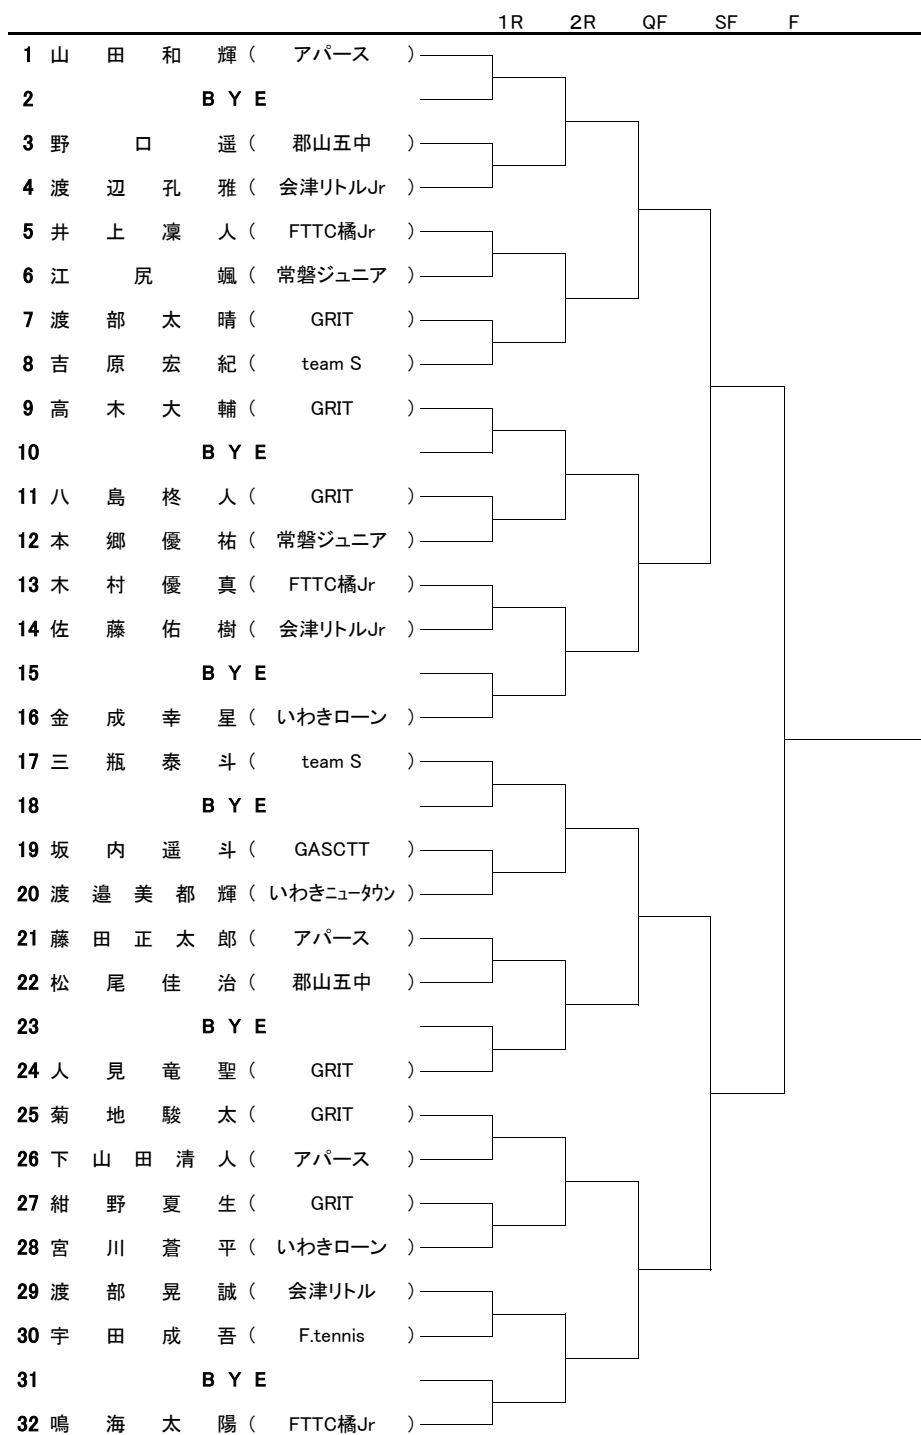 1R 2R QF SF F
1 山田和輝 ( アパース )
2 BYE
3 野口遥 ( 郡山五中 )
4 渡辺孔雅 ( 会津リトルJr )
5 井上凜人 ( FTTC橘Jr )
6 江尻颯 ( 常磐ジュニア )
7 渡部太晴 ( GRIT )
8 吉原宏紀 ( team S )
9 高木大輔 ( GRIT )
10 BYE
11 八島柊人 ( GRIT )
12 本郷優祐 ( 常磐ジュニア )
13 木村優真 ( FTTC橘Jr )
14 佐藤佑樹 ( 会津リトルJr )
15 BYE
16 金成幸星 ( いわきローン )
17 三瓶泰斗 ( team S )
18 BYE
19 坂内遥斗 ( GASCTT )
20 渡邉美都輝 ( いわきニュータウン )
21 藤田正太郎 ( アパース )
22 松尾佳治 ( 郡山五中 )
23 BYE
24 人見竜聖 ( GRIT )
25 菊地駿太 ( GRIT )
26 下山田清人 ( アパース )
27 紺野夏生 ( GRIT )
28 宮川蒼平 ( いわきローン )
29 渡部晃誠 ( 会津リトル )
30 宇田成吾 ( F.tennis )
31 BYE
32 鳴海太陽 ( FTTC橘Jr )